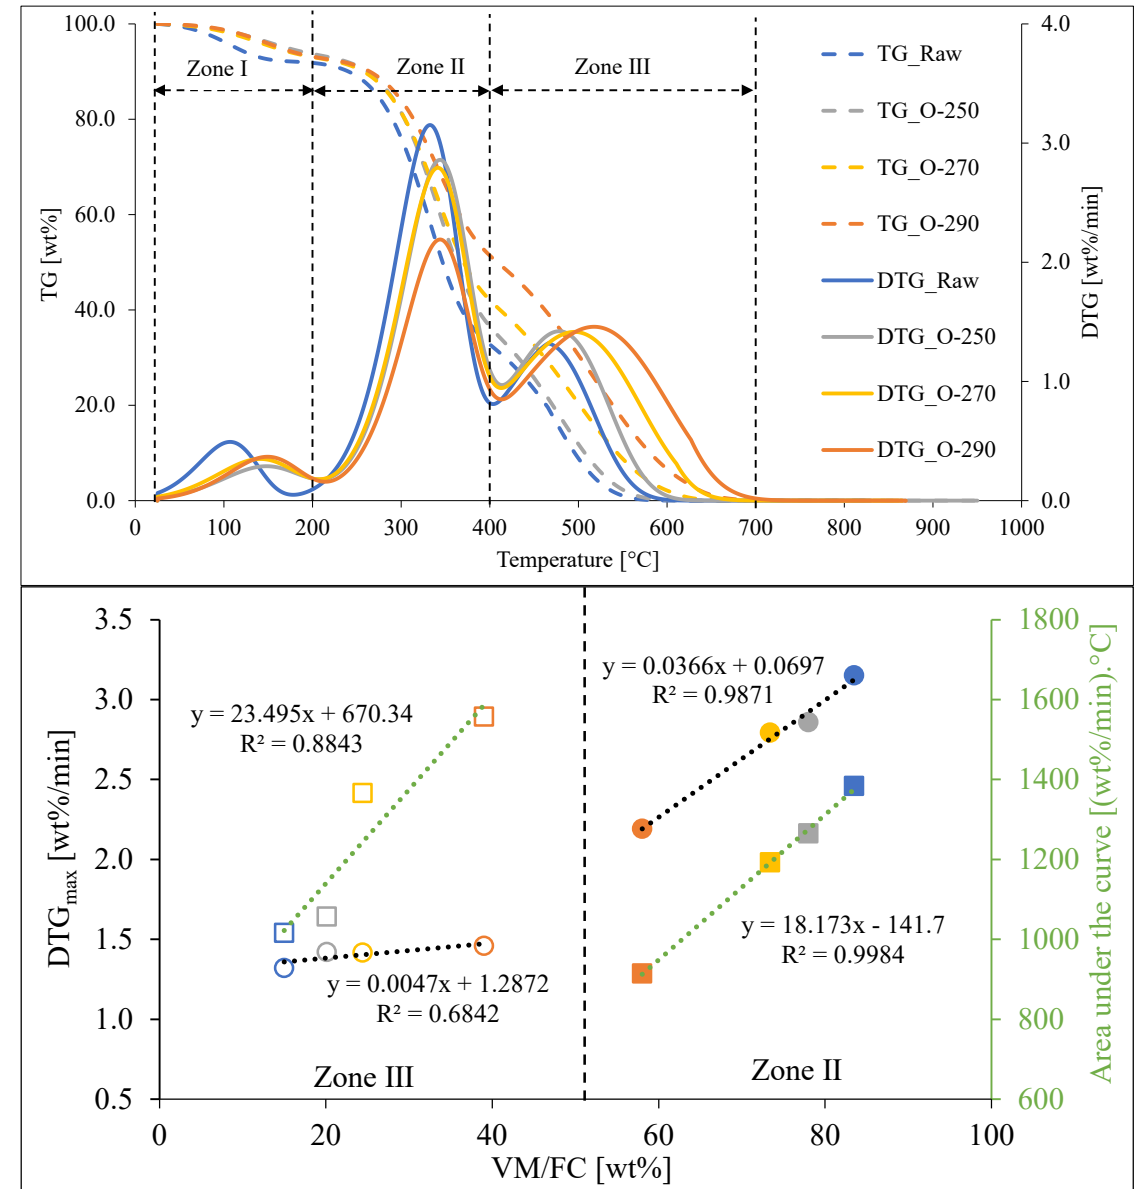 100.0
80.0
60.0
40.0
20.0
0.0
TG [wt%]
Zone I
Zone II
Zone III
TG_Raw
TG_O-250
TG_O-270
TG_O-290
DTG_Raw
DTG_O-250
DTG_O-270
DTG_O-290
4.0
3.0
2.0
1.0
0.0
DTG [wt%/min]
0 100 200 300 400 500 600 700 800 900 1000
Temperature [°C]
3.5
3.0
2.5
2.0
1.5
1.0
0.5
DTGmax [wt%/min]
y = 23.495x + 670.34
R² = 0.8843
y = 0.0047x + 1.2872
R² = 0.6842
Zone III
y = 0.0366x + 0.0697
R² = 0.9871
y = 18.173x - 141.7
R² = 0.9984
Zone II
1800
1600
1400
1200
1000
800
600
Area under the curve [(wt%/min).°C]
0 20 40 60 80 100
VM/FC [wt%]